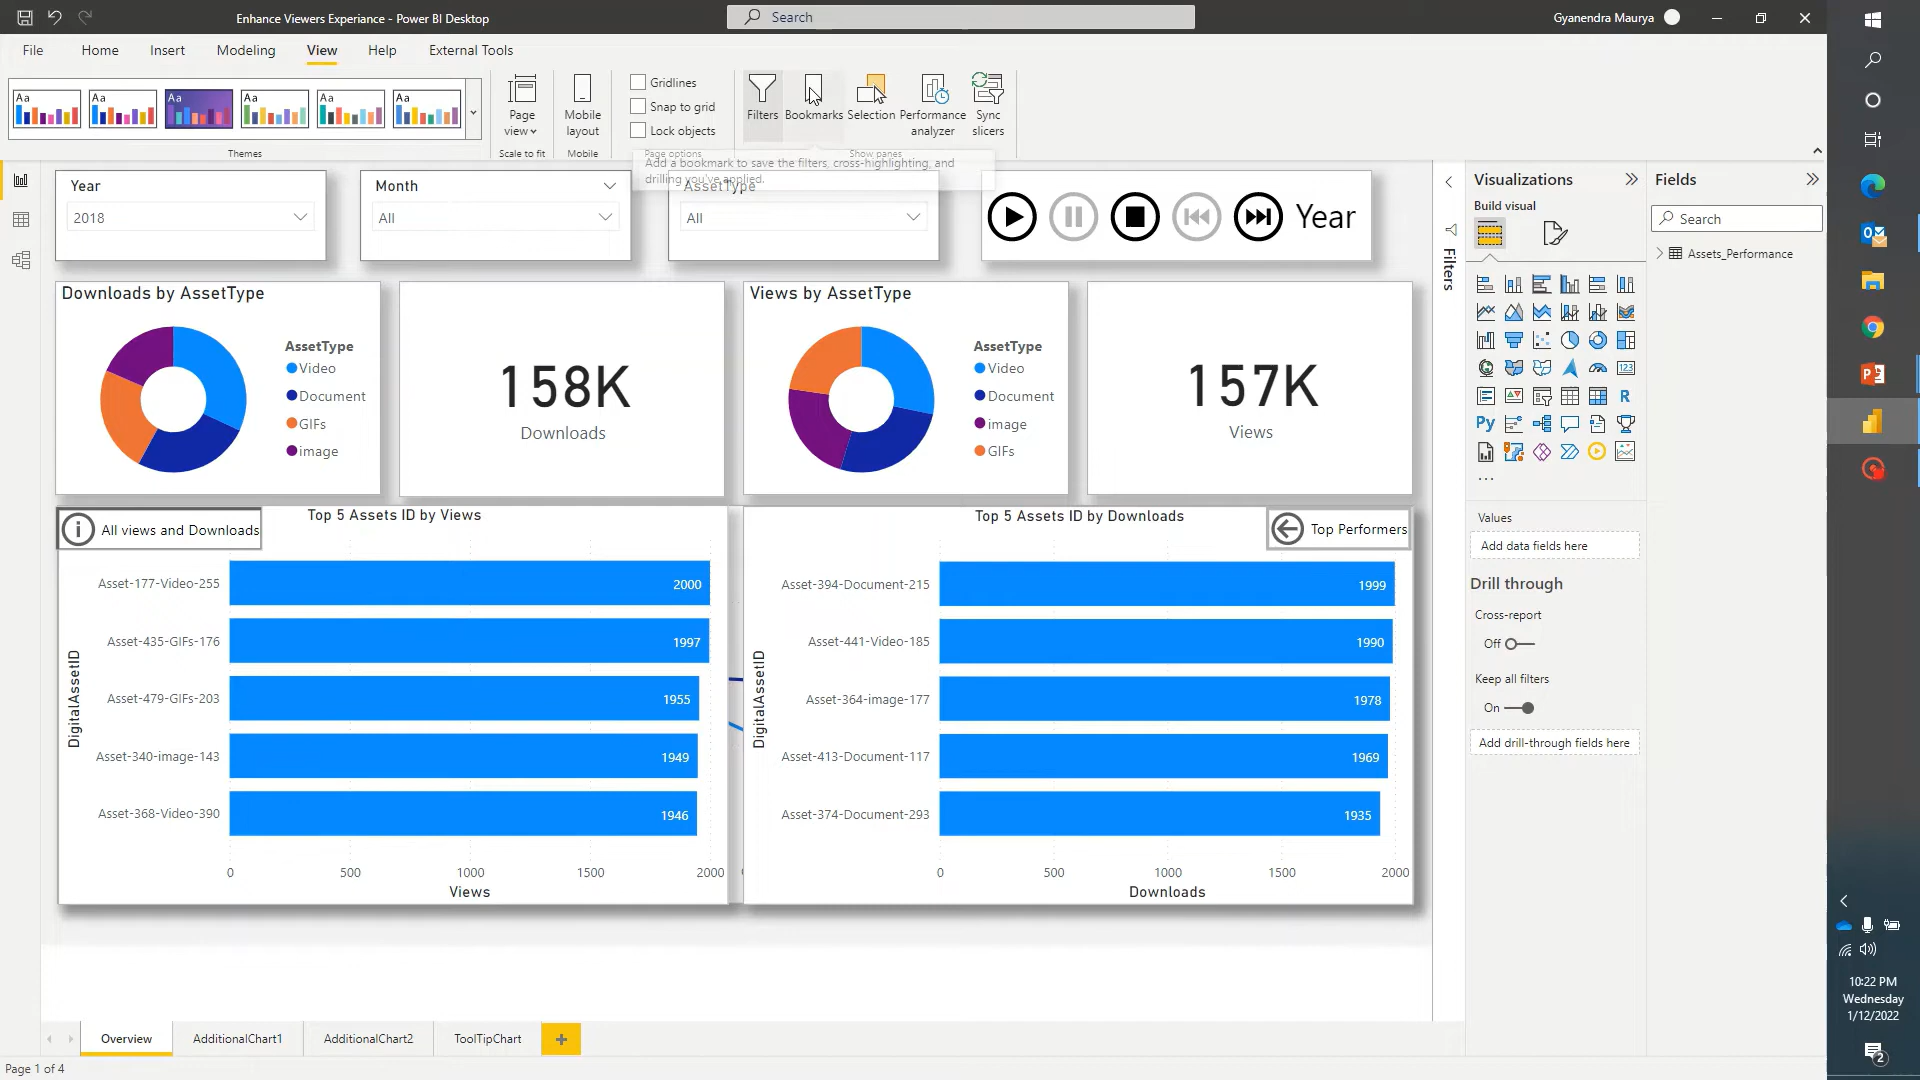 Enhance Viewers Experiance - Power BI Desktop
Search
Gyanendra Maurya
File
Home
Insert
Modeling
View
Help
External Tools
Aa
Aa
Aa
Aa
Aa
Aa
Themes
Page
view
Scale to fit
Mobile
layout
Mobile
Gridlines
Snap to grid
Lock objects
Page options
Filters
Bookmarks
Selection
Performance
analyzer
Sync
slicers
Show panes
Add a bookmark to save the filters, cross-highlighting, and
drilling you've applied.
Year
2018
Month
All
AssetType
All
Year
Downloads by AssetType
AssetType
Video
Document
GIFs
image
158K
Downloads
Views by AssetType
AssetType
Video
Document
image
GIFs
157K
Views
All views and Downloads
Top 5 Assets ID by Views
DigitalAssetID
Asset-177-Video-255
2000
Asset-435-GIFs-176
1997
Asset-479-GIFs-203
1955
Asset-340-image-143
1949
Asset-368-Video-390
1946
0
500
1000
1500
2000
Views
Top 5 Assets ID by Downloads
Top Performers
DigitalAssetID
Asset-394-Document-215
1999
Asset-441-Video-185
1990
Asset-364-image-177
1978
Asset-413-Document-117
1969
Asset-374-Document-293
1935
0
500
1000
1500
2000
Downloads
Filters
Visualizations
Build visual
123
R
Py
Values
Add data fields here
Drill through
Cross-report
Off
Keep all filters
On
Add drill-through fields here
Fields
Search
Assets_Performance
Overview
AdditionalChart1
AdditionalChart2
ToolTipChart
Page 1 of 4
10:22 PM
Wednesday
1/12/2022
2